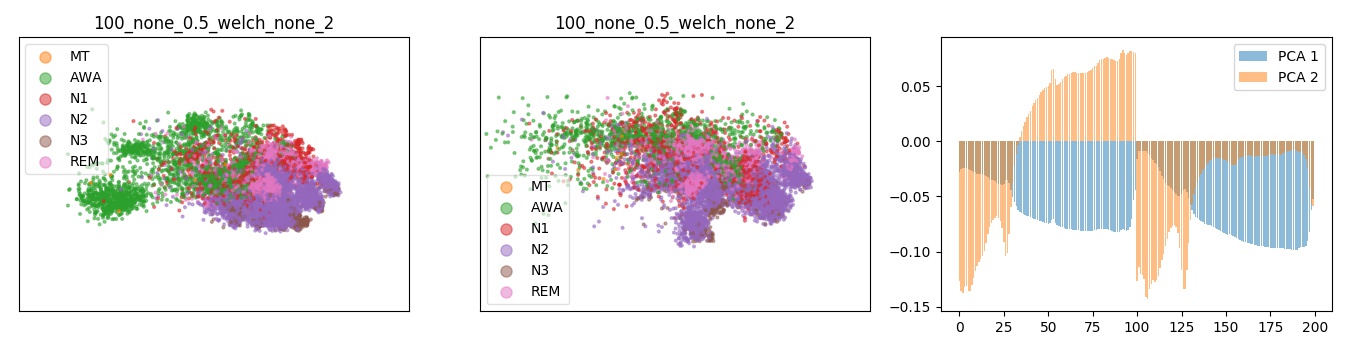 100_none_0.5_welch_none_2
MT
AWA
N1
N2
N3
REM
100_none_0.5_welch_none_2
MT
AWA
N1
N2
N3
REM
PCA 1
PCA 2
0.05
0.00
−0.05
−0.10
−0.15
0 25 50 75 100 125 150 175 200